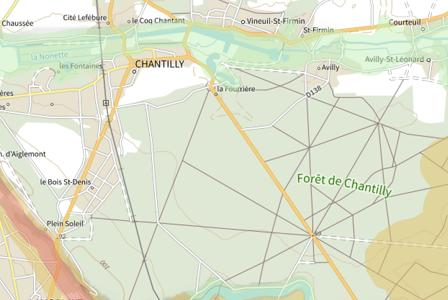 Chaussée
Cité Lefébure
le Coq Chantant
Vineuil-St-Firmin
St-Firmin
Courteuil
la Nonette
les Fontaines
CHANTILLY
Avilly
Avilly-St-Léonard
la Fourrière
D138
d'Aiglemont
le Bois St-Denis
Forêt de Chantilly
Plein Soleil
100